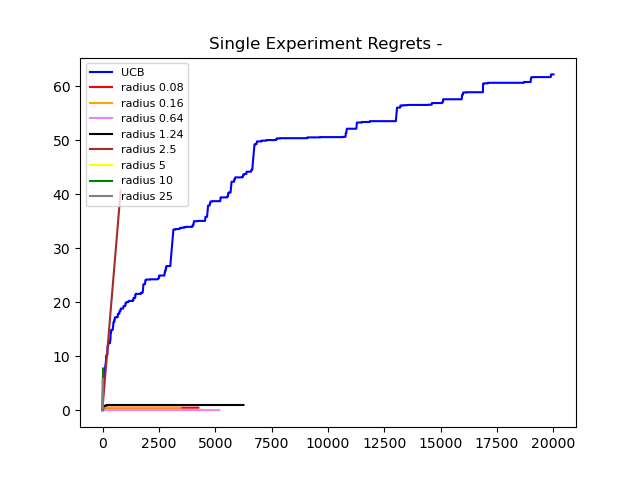 Single Experiment Regrets -
UCB
radius 0.08
radius 0.16
radius 0.64
radius 1.24
radius 2.5
radius 5
radius 10
radius 25
60
50
40
30
20
10
0
0 2500 5000 7500 10000 12500 15000 17500 20000